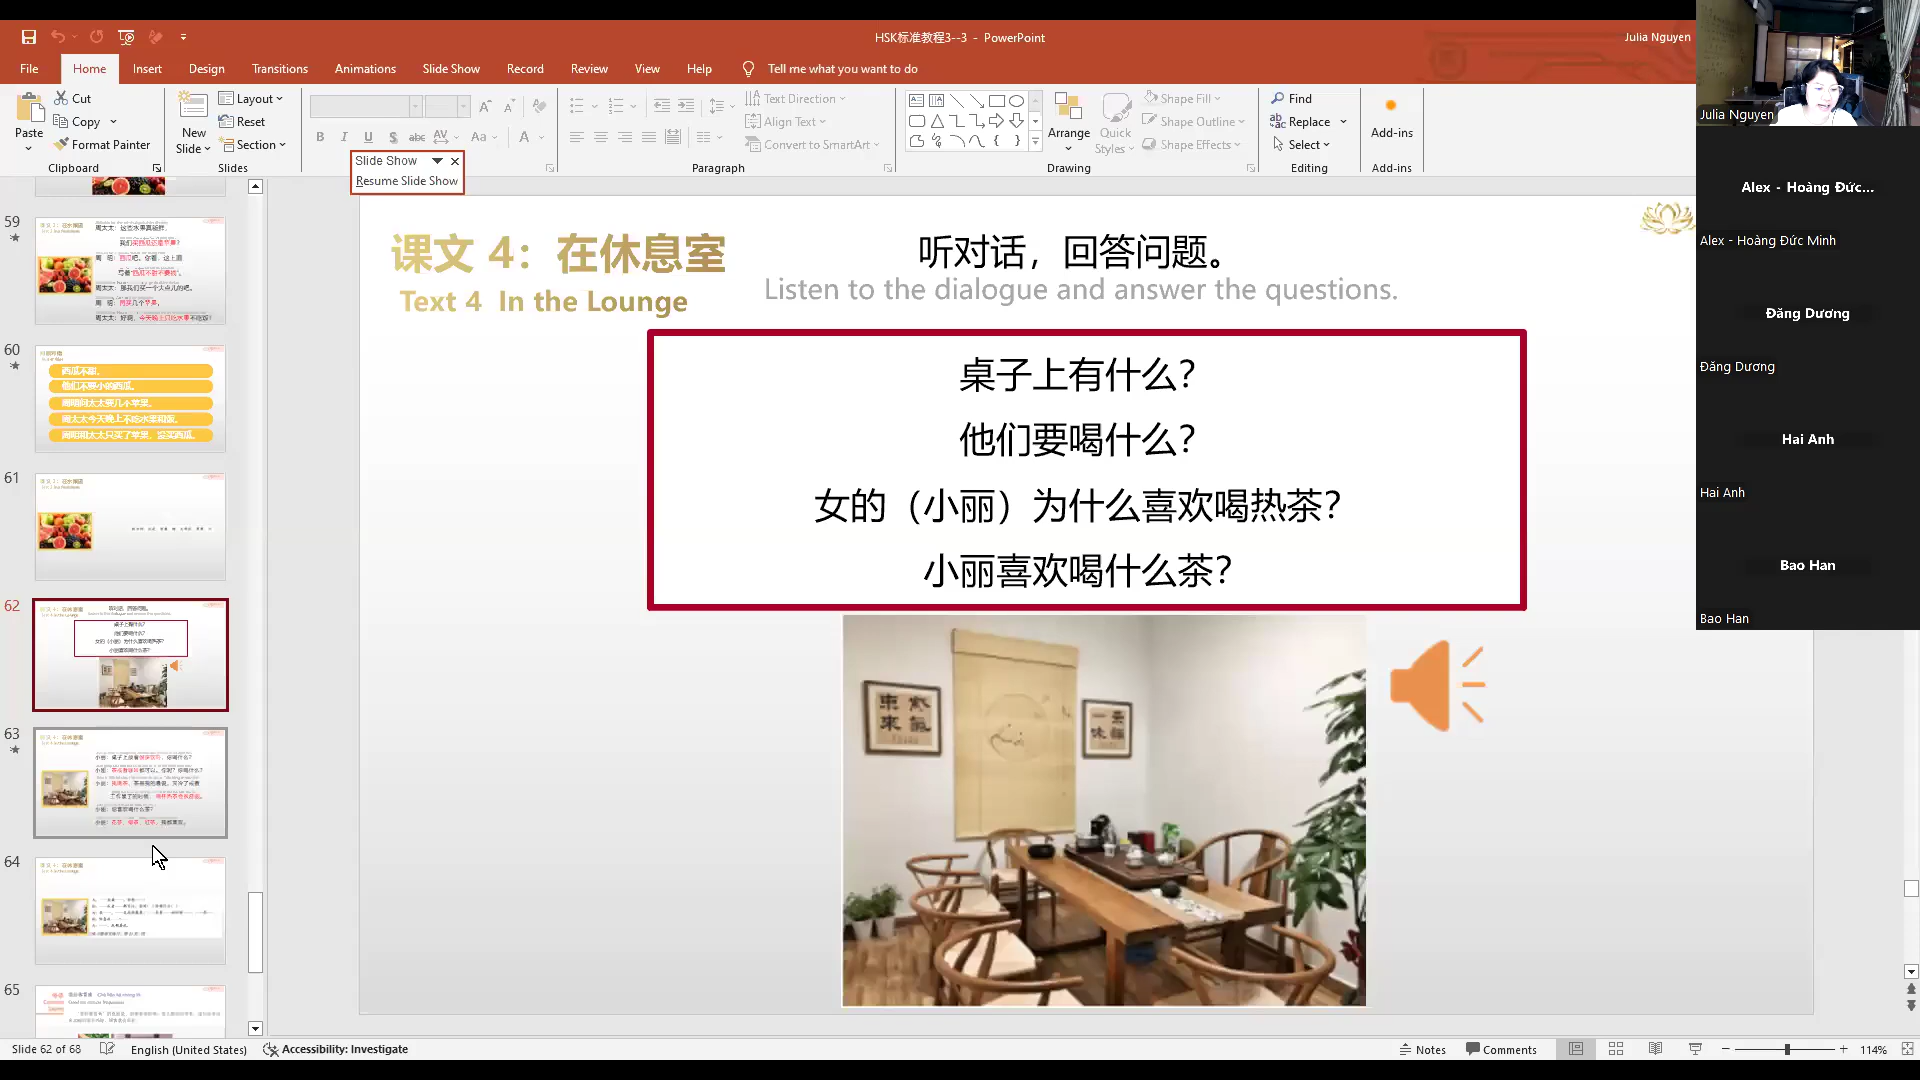 HSK标准教程3--3 - PowerPoint
Julia Nguyen
File Home Insert Design Transitions Animations Slide Show Record Review View Help Tell me what you want to do
Paste
Cut
Copy
Format Painter
Clipboard
New
Slide
Layout
Reset
Section
Slides
Text Direction
Align Text
Convert to SmartArt
Paragraph
Arrange
Quick
Styles
Shape Fill
Shape Outline
Shape Effects
Drawing
Find
Replace
Select
Editing
Add-ins
Add-ins
Slide Show
Resume Slide Show
59
60
61
62
63
64
65
课文 4：在休息室
Text 4 In the Lounge
听对话，回答问题。
Listen to the dialogue and answer the questions.
桌子上有什么？
他们要喝什么？
女的（小丽）为什么喜欢喝热茶？
小丽喜欢喝什么茶？
Julia Nguyen
Alex - Hoàng Đức...
Alex - Hoàng Đức Minh
Đăng Dương
Đăng Dương
Hai Anh
Hai Anh
Bao Han
Bao Han
Slide 62 of 68
English (United States)
Accessibility: Investigate
Notes
Comments
114%